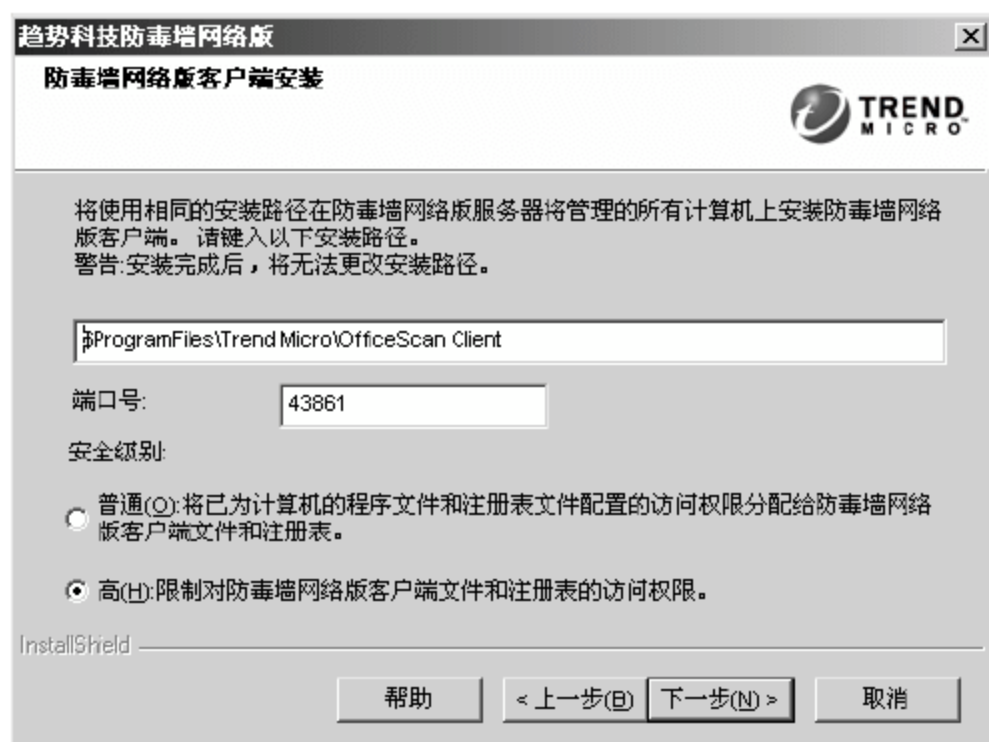 趋势科技防毒墙网络版
防毒墙网络版客户端安装
TREND
MICRO™
将使用相同的安装路径在防毒墙网络版服务器将管理的所有计算机上安装防毒墙网络
版客户端。 请键入以下安装路径。
警告:安装完成后，将无法更改安装路径。
$ProgramFiles\Trend Micro\OfficeScan Client
端口号: 43861
安全级别:
普通(O):将已为计算机的程序文件和注册表文件配置的访问权限分配给防毒墙网络
版客户端文件和注册表。
高(H):限制对防毒墙网络版客户端文件和注册表的访问权限。
InstallShield
帮助 < 上一步(B) 下一步(N) > 取消